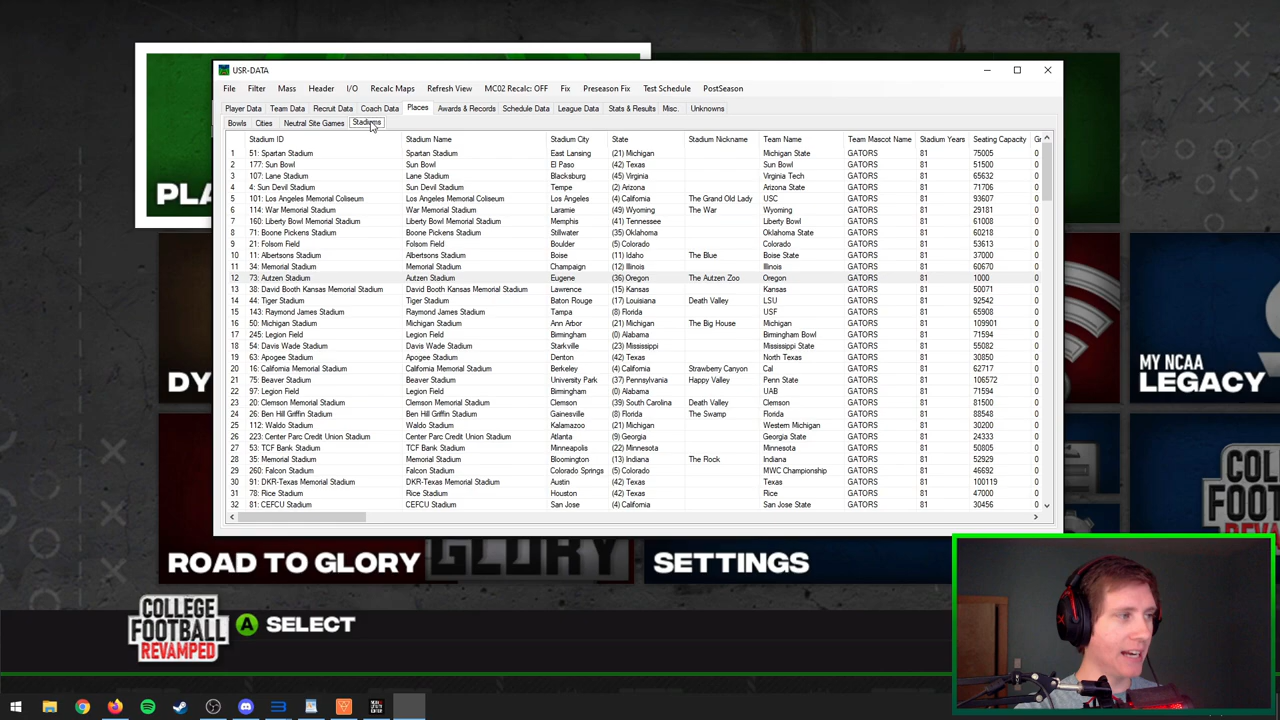 USR-DATA
File Filter Mass Header I/O Recalc Maps Refresh View MC02 Recalc: OFF Fix Preseason Fix Test Schedule PostSeason
Player Data Team Data Recruit Data Coach Data Places Awards & Records Schedule Data League Data Stats & Results Misc. Unknowns
Bowls Cities Neutral Site Games Stadiums
Stadium ID Stadium Name Stadium City State Stadium Nickname Team Name Team Mascot Name Stadium Years Seating Capacity
1 51: Spartan Stadium Spartan Stadium East Lansing (21) Michigan Michigan State GATORS 81 75005
2 177: Sun Bowl Sun Bowl El Paso (42) Texas Sun Bowl GATORS 81 51500 0
3 107: Lane Stadium Lane Stadium Blacksburg (45) Virginia Virginia Tech GATORS 81 65632 0
4 4: Sun Devil Stadium Sun Devil Stadium Tempe (2) Arizona Arizona State GATORS 81 71706 0
5 101: Los Angeles Memorial Coliseum Los Angeles Memorial Coliseum Los Angeles (4) California The Grand Old Lady USC GATORS 81 93607 0
6 114: War Memorial Stadium War Memorial Stadium Laramie (49) Wyoming The War Wyoming GATORS 81 29181 0
7 160: Liberty Bowl Memorial Stadium Liberty Bowl Memorial Stadium Memphis (41) Tennessee Liberty Bowl GATORS 81 61008 0
8 71: Boone Pickens Stadium Boone Pickens Stadium Stillwater (35) Oklahoma Oklahoma State GATORS 81 60218 0
9 21: Folsom Field Folsom Field Boulder (5) Colorado Colorado GATORS 81 53613 0
10 11: Albertsons Stadium Albertsons Stadium Boise (11) Idaho The Blue Boise State GATORS 81 37000 0
11 34: Memorial Stadium Memorial Stadium Champaign (12) Illinois Illinois GATORS 81 60670 0
12 73: Autzen Stadium Autzen Stadium Eugene (36) Oregon The Autzen Zoo Oregon GATORS 81 1000 0
13 38: David Booth Kansas Memorial Stadium David Booth Kansas Memorial Stadium Lawrence (15) Kansas Kansas GATORS 81 50071 0
14 44: Tiger Stadium Tiger Stadium Baton Rouge (17) Louisiana Death Valley LSU GATORS 81 92542 0
15 143: Raymond James Stadium Raymond James Stadium Tampa (8) Florida USF GATORS 81 65908 0
16 50: Michigan Stadium Michigan Stadium Ann Arbor (21) Michigan The Big House Michigan GATORS 81 109901 0
17 245: Legion Field Legion Field Birmingham (0) Alabama Birmingham Bowl GATORS 81 71594 0
18 54: Davis Wade Stadium Davis Wade Stadium Starkville (23) Mississippi Mississippi State GATORS 81 55082 0
19 63: Apogee Stadium Apogee Stadium Denton (42) Texas North Texas GATORS 81 30850 0
20 16: California Memorial Stadium California Memorial Stadium Berkeley (4) California Strawberry Canyon Cal GATORS 81 62717 0
21 75: Beaver Stadium Beaver Stadium University Park (37) Pennsylvania Happy Valley Penn State GATORS 81 106572 0
22 97: Legion Field Legion Field Birmingham (0) Alabama UAB GATORS 81 71594 0
23 20: Clemson Memorial Stadium Clemson Memorial Stadium Clemson (39) South Carolina Death Valley Clemson GATORS 81 81500 0
24 26: Ben Hill Griffin Stadium Ben Hill Griffin Stadium Gainesville (8) Florida The Swamp Florida GATORS 81 88548 0
25 112: Waldo Stadium Waldo Stadium Kalamazoo (21) Michigan Western Michigan GATORS 81 30200 0
26 223: Center Parc Credit Union Stadium Center Parc Credit Union Stadium Atlanta (9) Georgia Georgia State GATORS 81 24333 0
27 53: TCF Bank Stadium TCF Bank Stadium Minneapolis (22) Minnesota Minnesota GATORS 81 50805 0
28 35: Memorial Stadium Memorial Stadium Bloomington (13) Indiana The Rock Indiana GATORS 81 52929 0
29 260: Falcon Stadium Falcon Stadium Colorado Springs (5) Colorado MWC Championship GATORS 81 46692 0
30 91: DKR-Texas Memorial Stadium DKR-Texas Memorial Stadium Austin (42) Texas Texas GATORS 81 100119 0
31 78: Rice Stadium Rice Stadium Houston (42) Texas Rice GATORS 81 47000 0
32 81: CEFCU Stadium CEFCU Stadium San Jose (4) California San Jose State GATORS 81 30456 0
PLA
DY
MY NCAA
LEGACY
ROAD TO GLORY
GLORY
SETTINGS
COLLEGE
FOOTBALL
REVAMPED
A SELECT